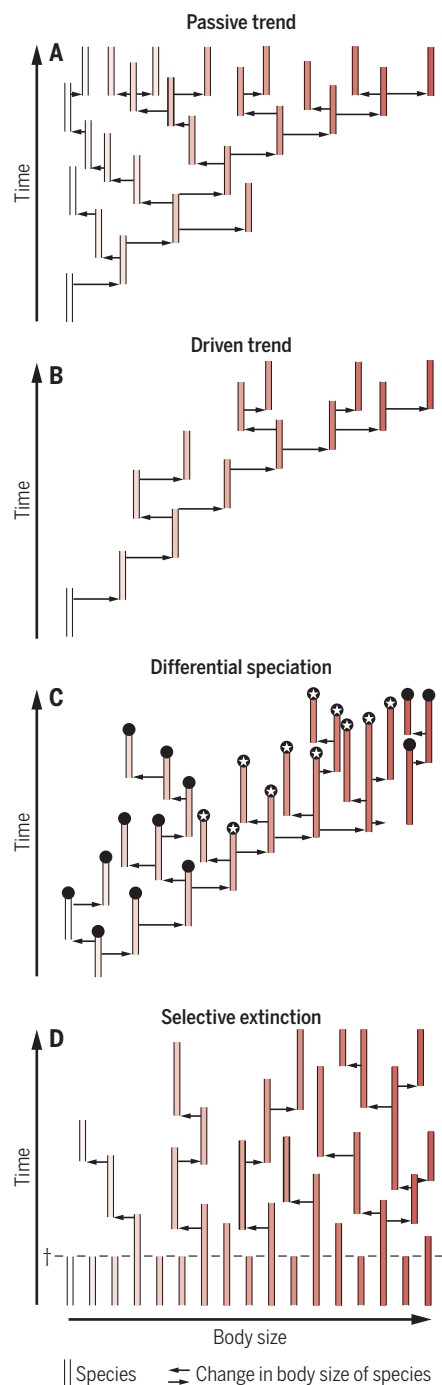 Passive trend
A
Time
Driven trend
B
Time
Differential speciation
C
Time
Selective extinction
D
Time
†
Body size
Species
Change in body size of species